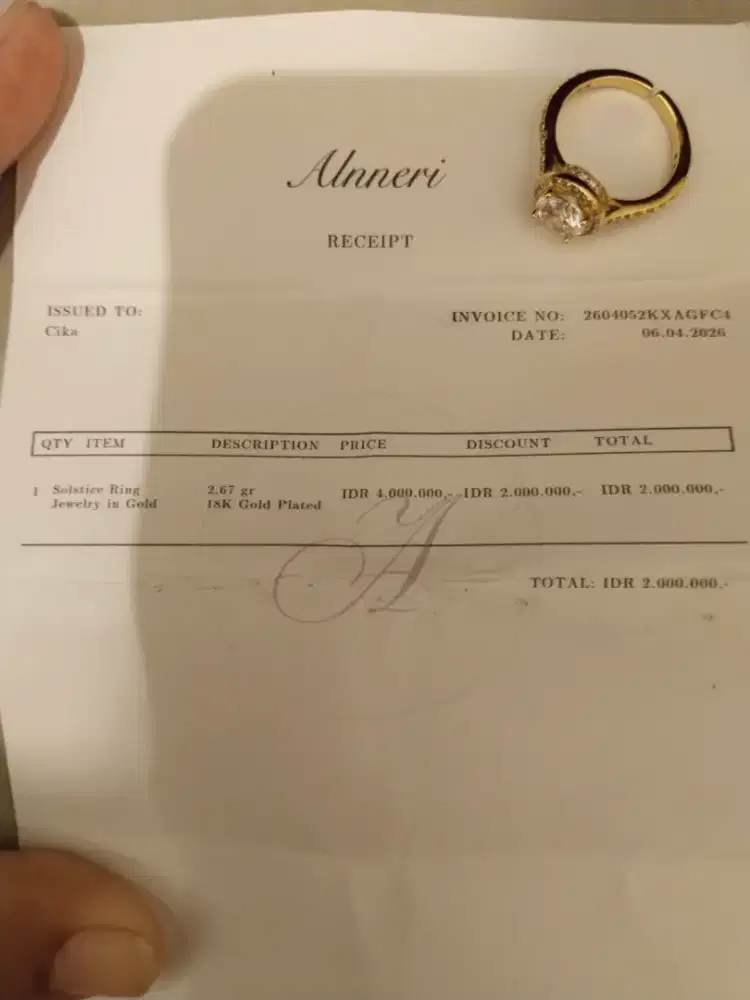 Alnneri
RECEIPT
ISSUED TO:
Cika
INVOICE NO: 2604052KXAGFC4
DATE: 06.04.2026
QTY ITEM DESCRIPTION PRICE DISCOUNT TOTAL
1 Solstice Ring 2.67 gr IDR 4.000.000,- IDR 2.000.000,- IDR 2.000.000,-
Jewelry in Gold 18K Gold Plated
A
TOTAL: IDR 2.000.000,-